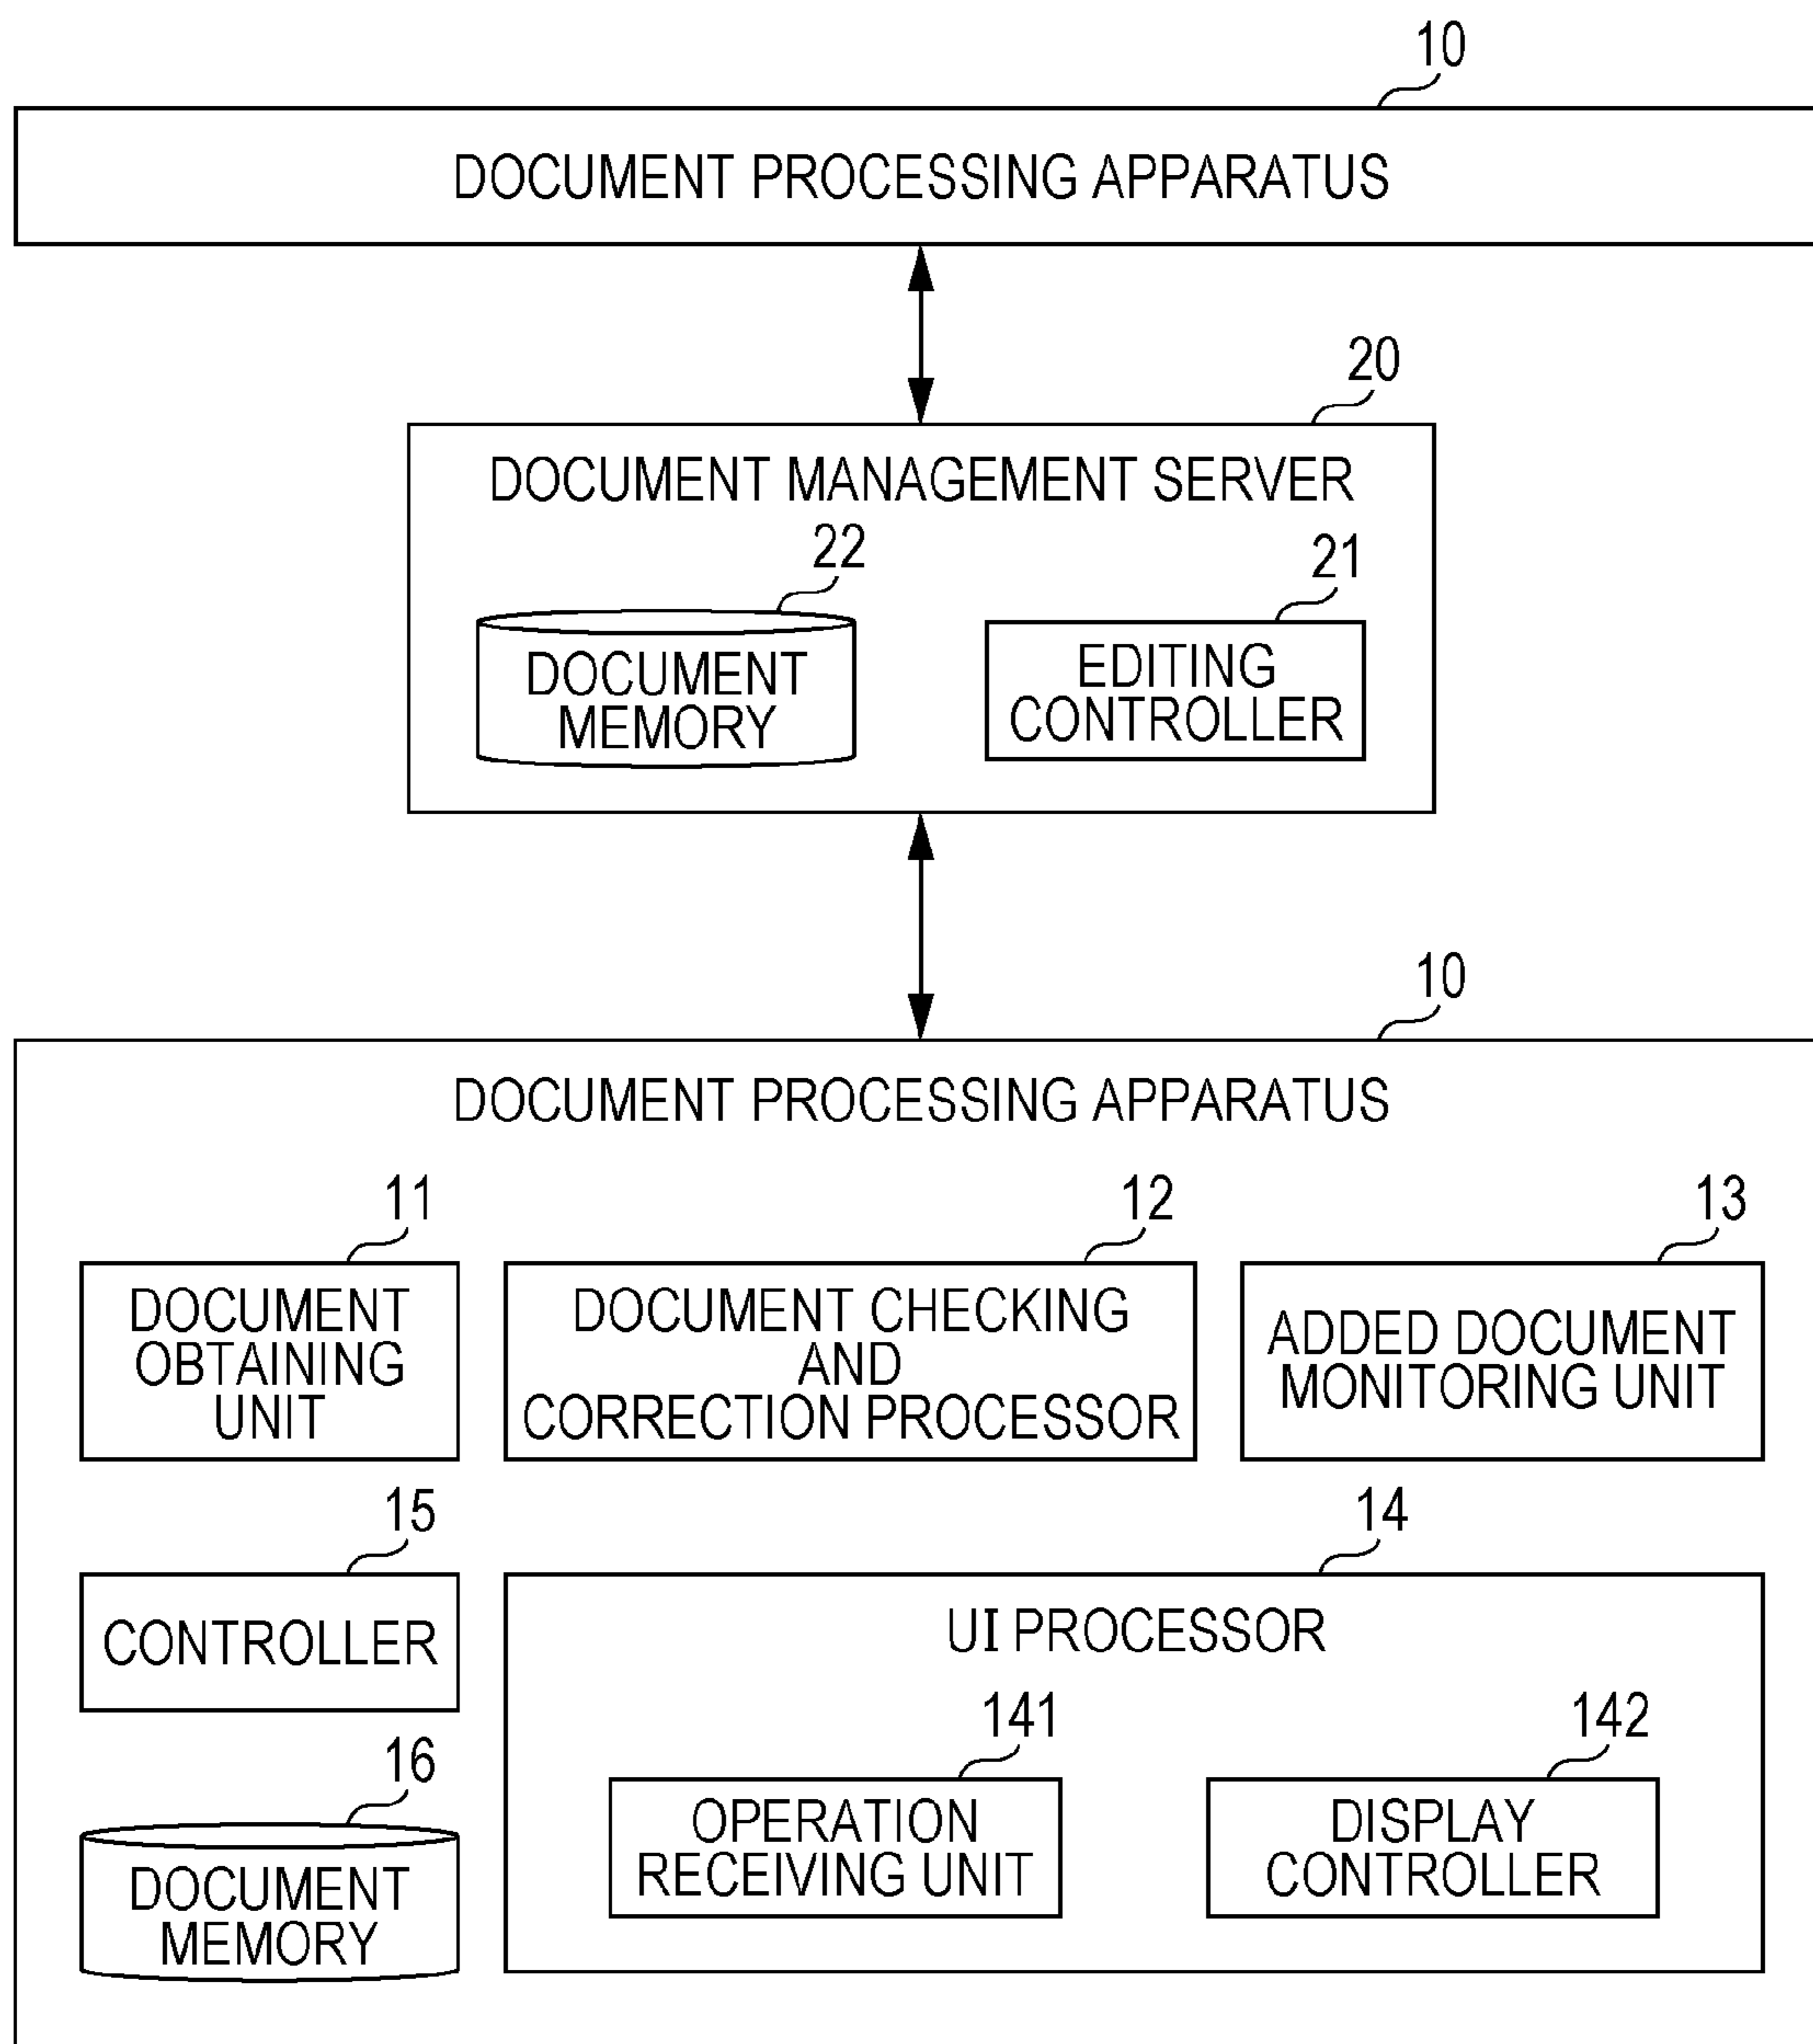 10
DOCUMENT PROCESSING APPARATUS
20
DOCUMENT MANAGEMENT SERVER
22
DOCUMENT
MEMORY
21
EDITING
CONTROLLER
10
DOCUMENT PROCESSING APPARATUS
11
DOCUMENT
OBTAINING
UNIT
12
DOCUMENT CHECKING
AND
CORRECTION PROCESSOR
13
ADDED DOCUMENT
MONITORING UNIT
15
CONTROLLER
14
UI PROCESSOR
141
OPERATION
RECEIVING UNIT
142
DISPLAY
CONTROLLER
16
DOCUMENT
MEMORY